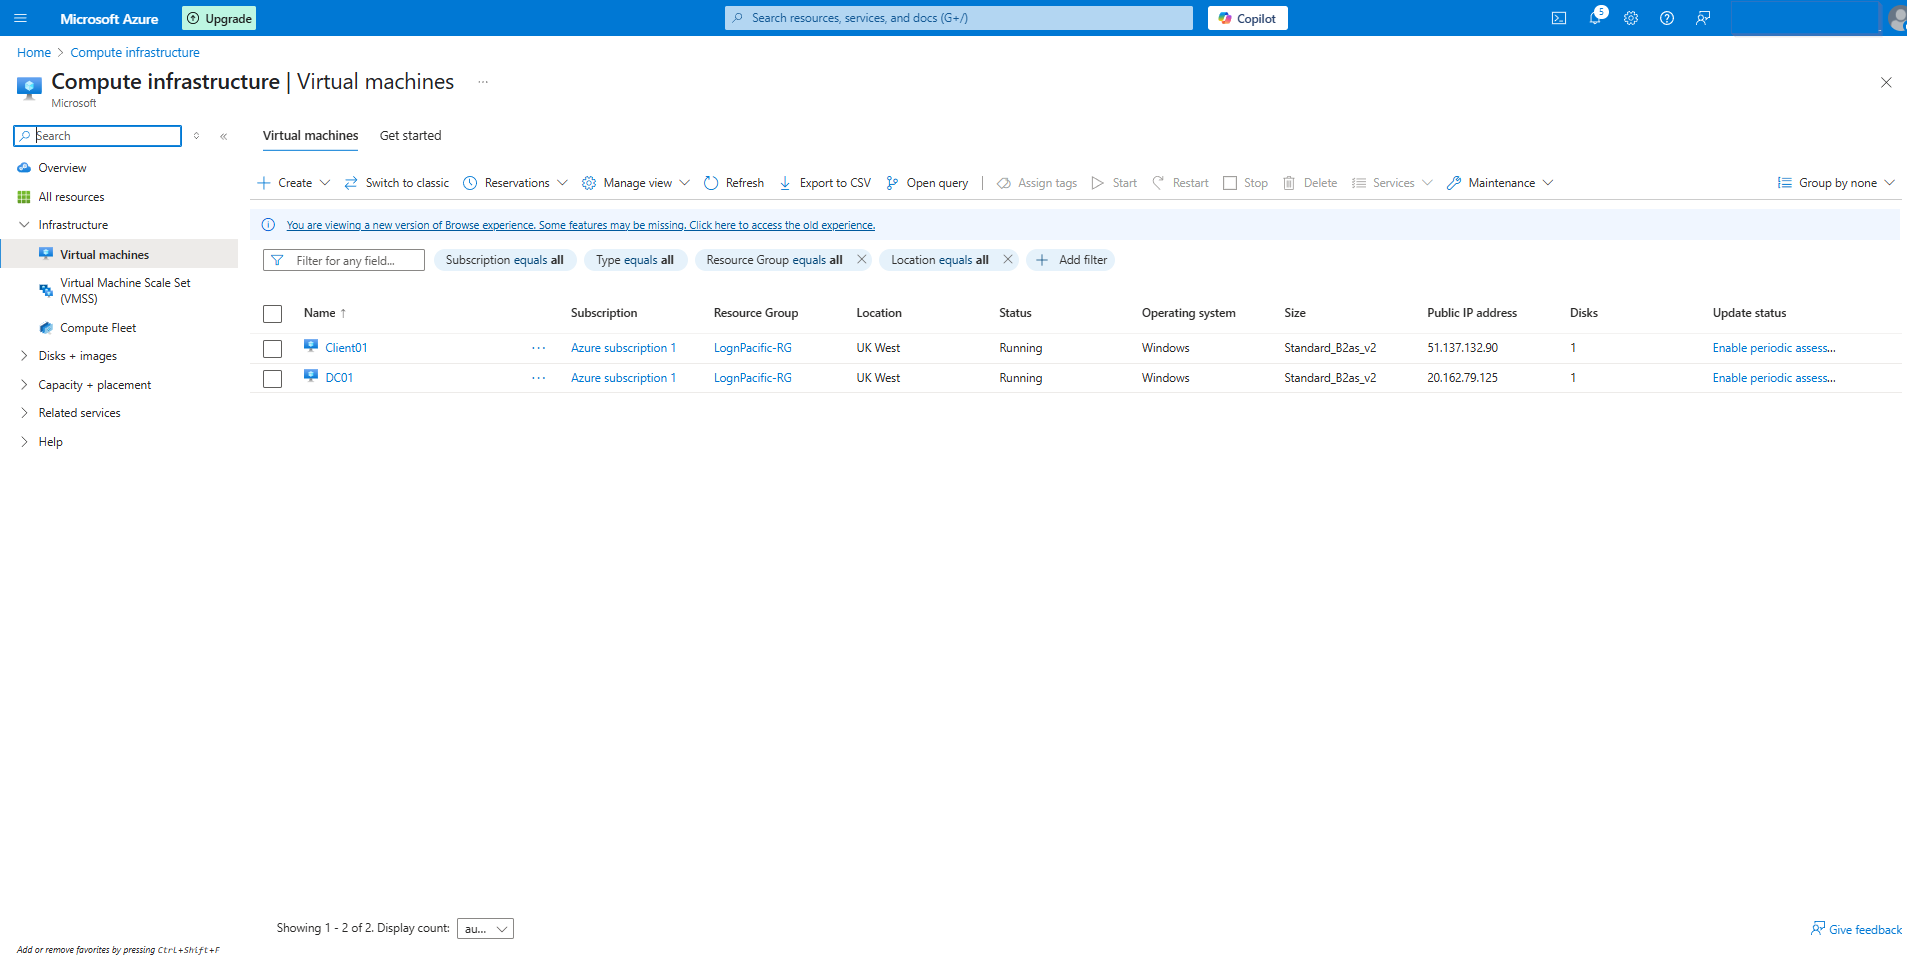 Microsoft Azure
Upgrade
Search resources, services, and docs (G+/)
Copilot
5
Home > Compute infrastructure
Compute infrastructure | Virtual machines ...
Microsoft
Search
Overview
All resources
Infrastructure
Virtual machines
Virtual Machine Scale Set
(VMSS)
Compute Fleet
Disks + images
Capacity + placement
Related services
Help
Virtual machines Get started
Create Switch to classic Reservations Manage view Refresh Export to CSV Open query Assign tags Start Restart Stop Delete Services Maintenance Group by none
You are viewing a new version of Browse experience. Some features may be missing. Click here to access the old experience.
Filter for any field... Subscription equals all Type equals all Resource Group equals all Location equals all Add filter
Name ↑ Subscription Resource Group Location Status Operating system Size Public IP address Disks Update status
Client01 ... Azure subscription 1 LognPacific-RG UK West Running Windows Standard_B2as_v2 51.137.132.90 1 Enable periodic assess...
DC01 ... Azure subscription 1 LognPacific-RG UK West Running Windows Standard_B2as_v2 20.162.79.125 1 Enable periodic assess...
Showing 1 - 2 of 2. Display count: au...
Give feedback
Add or remove favorites by pressing Ctrl+Shift+F